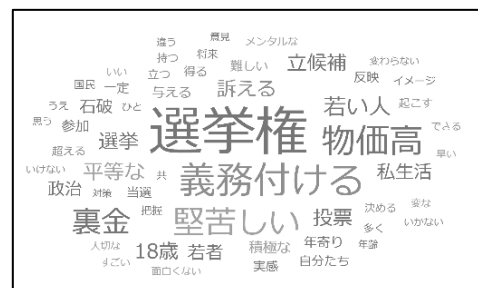 違う 意見 メンタルな
持つ 将来 難しい 立候補 変わらない
いい 立つ 得る 反映 イメージ
国民 一定 与える 訴える
うえ 石破 ひと 選挙権 若い人 起こす
思う 参加 選挙 物価高 できる
超える 早い
いけない 平等な 共 義務付ける 私生活
政治 対策 当選
裏金 把握 堅苦しい 投票 決める 変な
多く いかない
大切な 18歳 若者 積極な 年寄り 年齢
すごい 実感 自分たち
面白くない